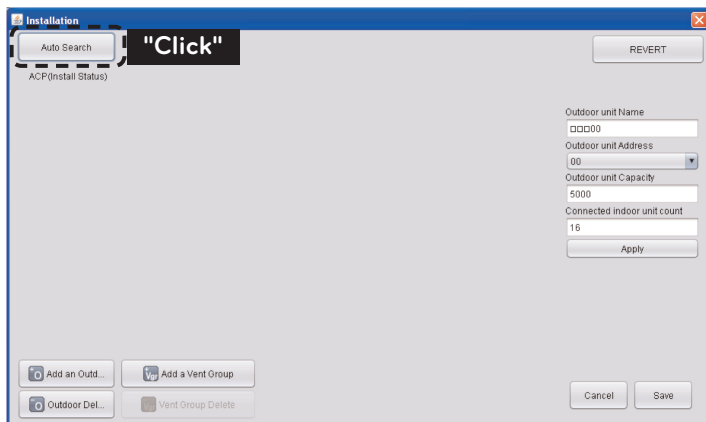 Installation
Auto Search
"Click"
REVERT
ACP(Install Status)
Outdoor unit Name
□□□00
Outdoor unit Address
00
Outdoor unit Capacity
5000
Connected indoor unit count
16
Apply
O Add an Outd...
Vgr Add a Vent Group
O Outdoor Del...
Vgr Vent Group Delete
Cancel
Save